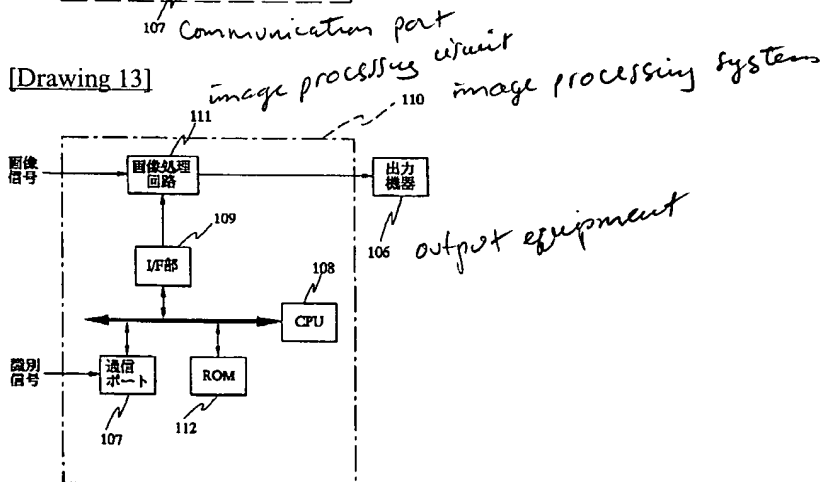 107 Communication port
[Drawing 13]
image processing circuit
image processing systems
110
111
画像
信号
画像処理
回路
出力
機器
106 output equipment
109
I/F部
108
CPU
識別
信号
通信
ポート
ROM
107
112